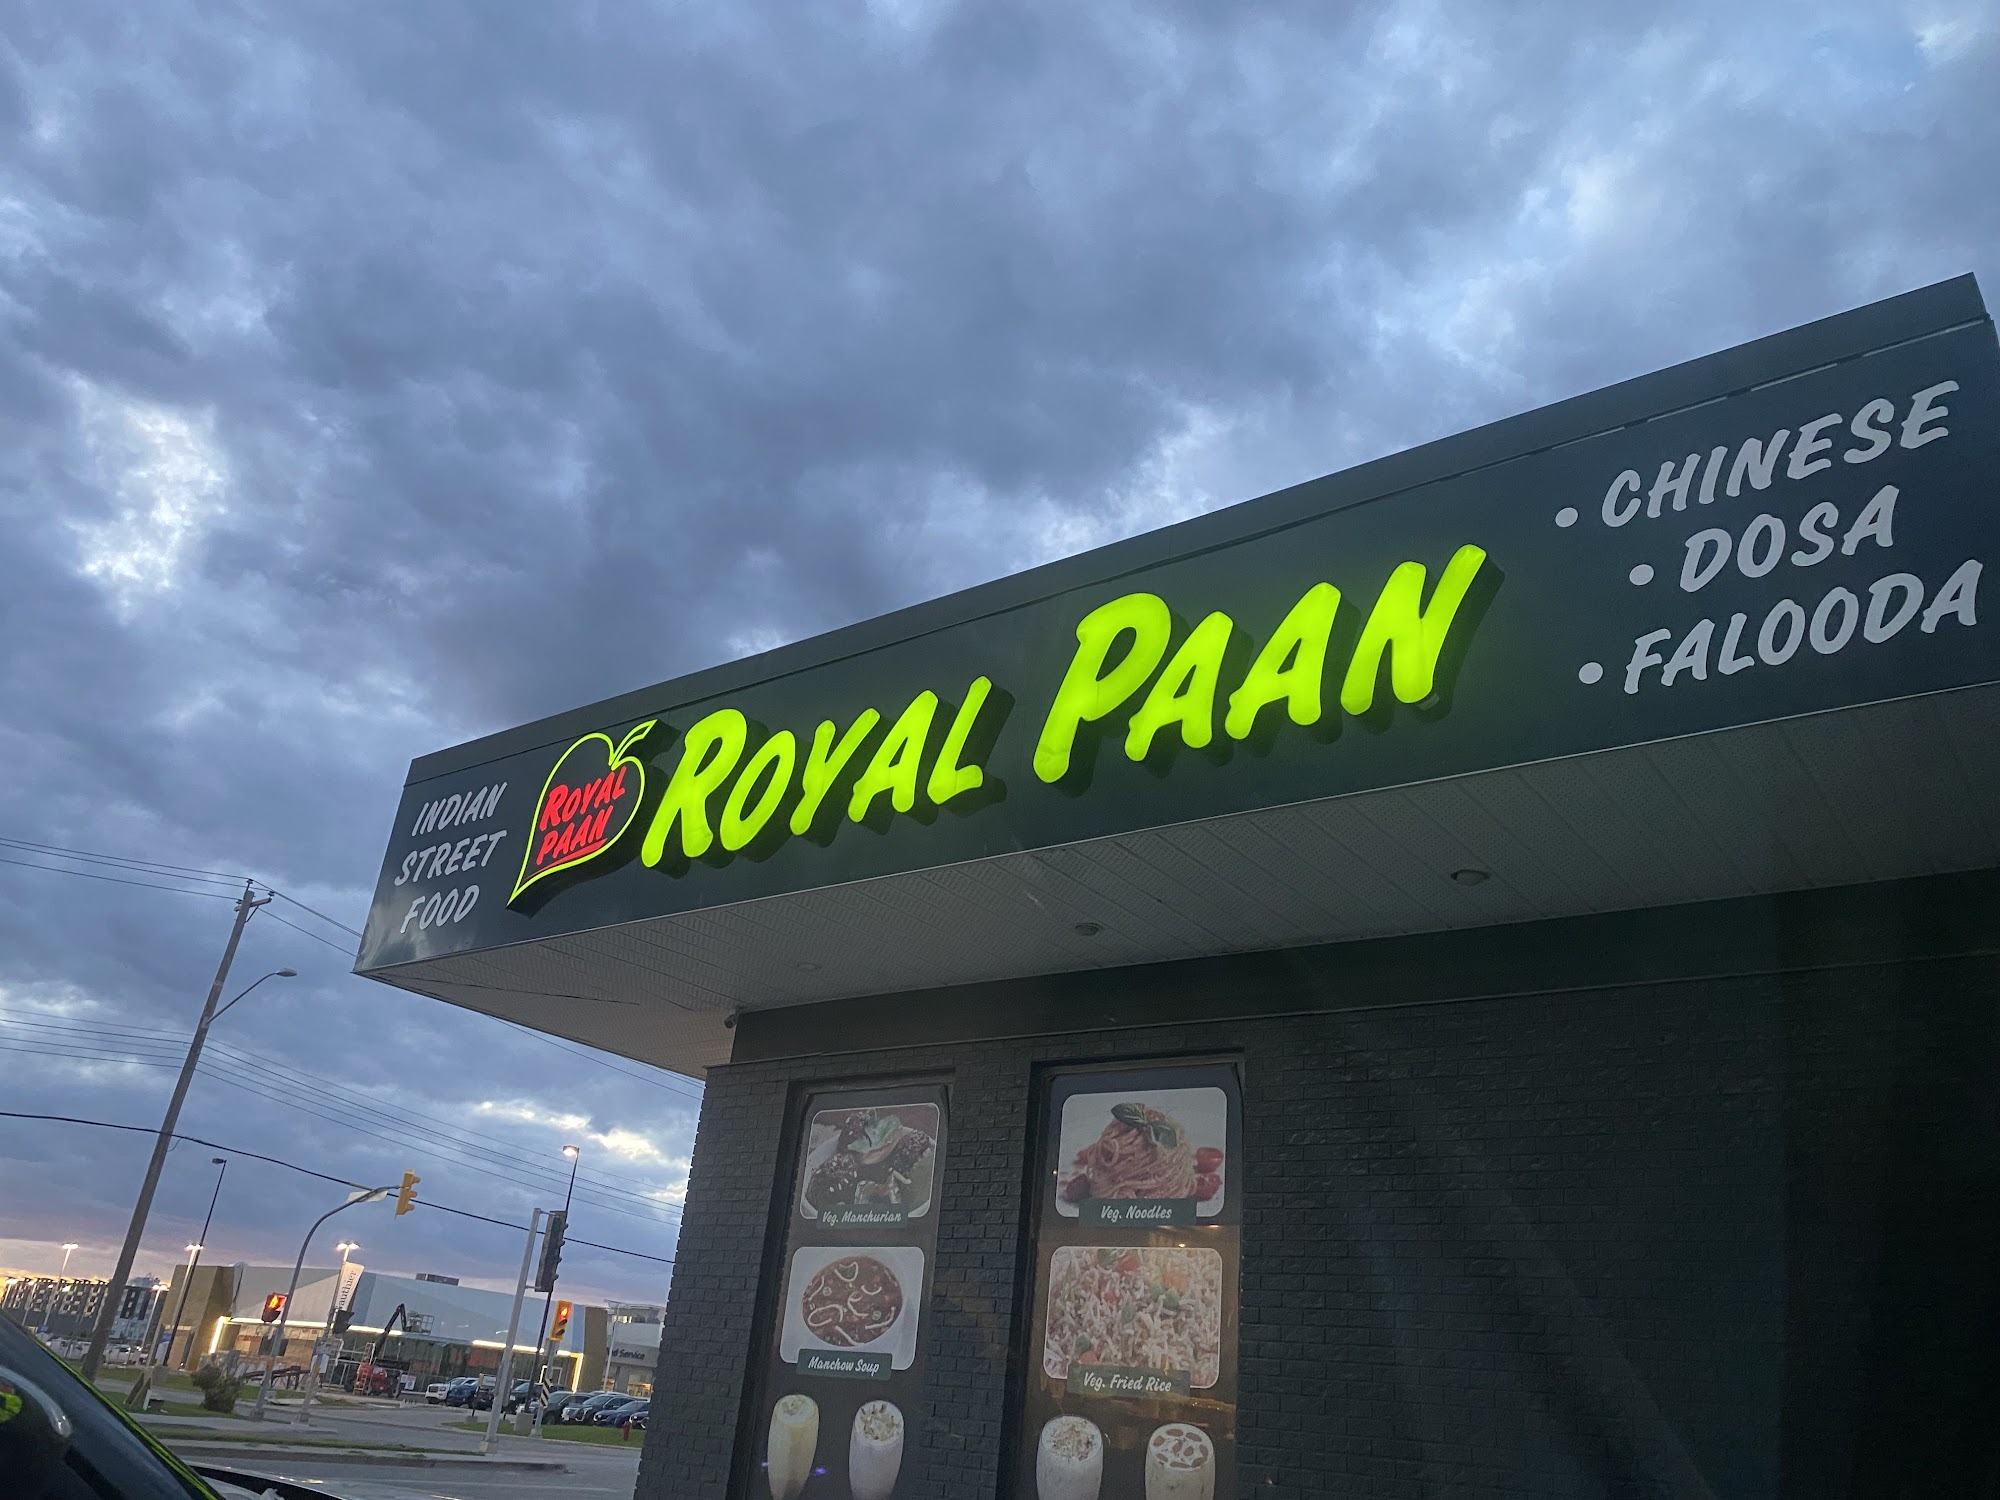 INDIAN
STREET
FOOD
ROYAL
PAAN
ROYAL PAAN
• CHINESE
• DOSA
• FALOODA
Veg. Manchurian
Veg. Noodles
Manchow Soup
Veg. Fried Rice
Service